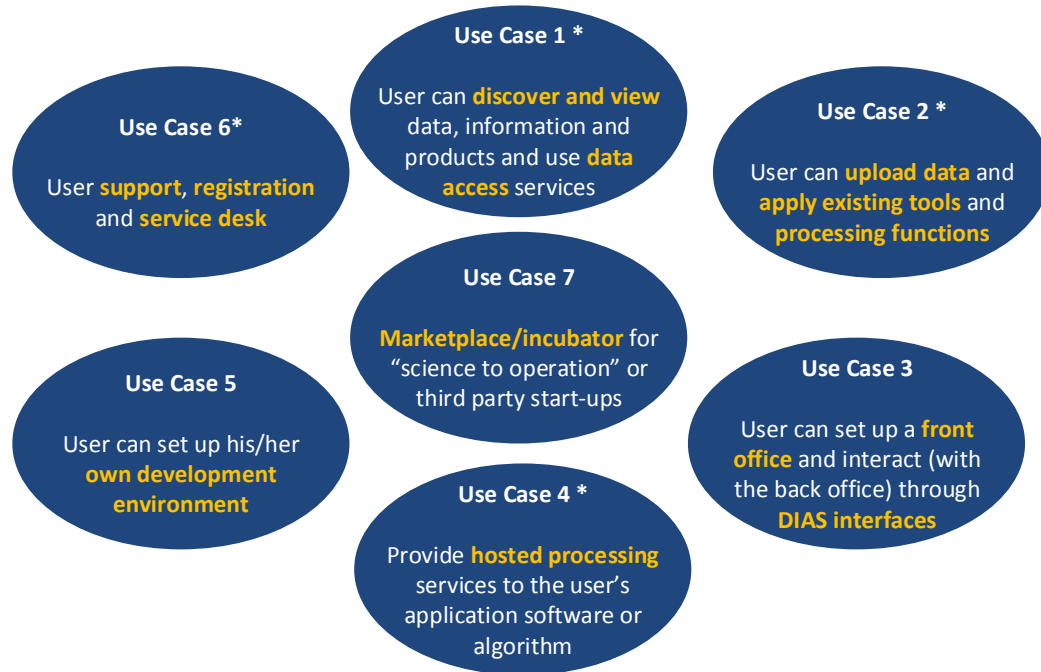 Use Case 1 *
User can discover and view
data, information and
products and use data
access services
Use Case 6*
User support, registration
and service desk
Use Case 2 *
User can upload data and
apply existing tools and
processing functions
Use Case 7
Marketplace/incubator for
“science to operation” or
third party start-ups
Use Case 5
User can set up his/her
own development
environment
Use Case 3
User can set up a front
office and interact (with
the back office) through
DIAS interfaces
Use Case 4 *
Provide hosted processing
services to the user’s
application software or
algorithm